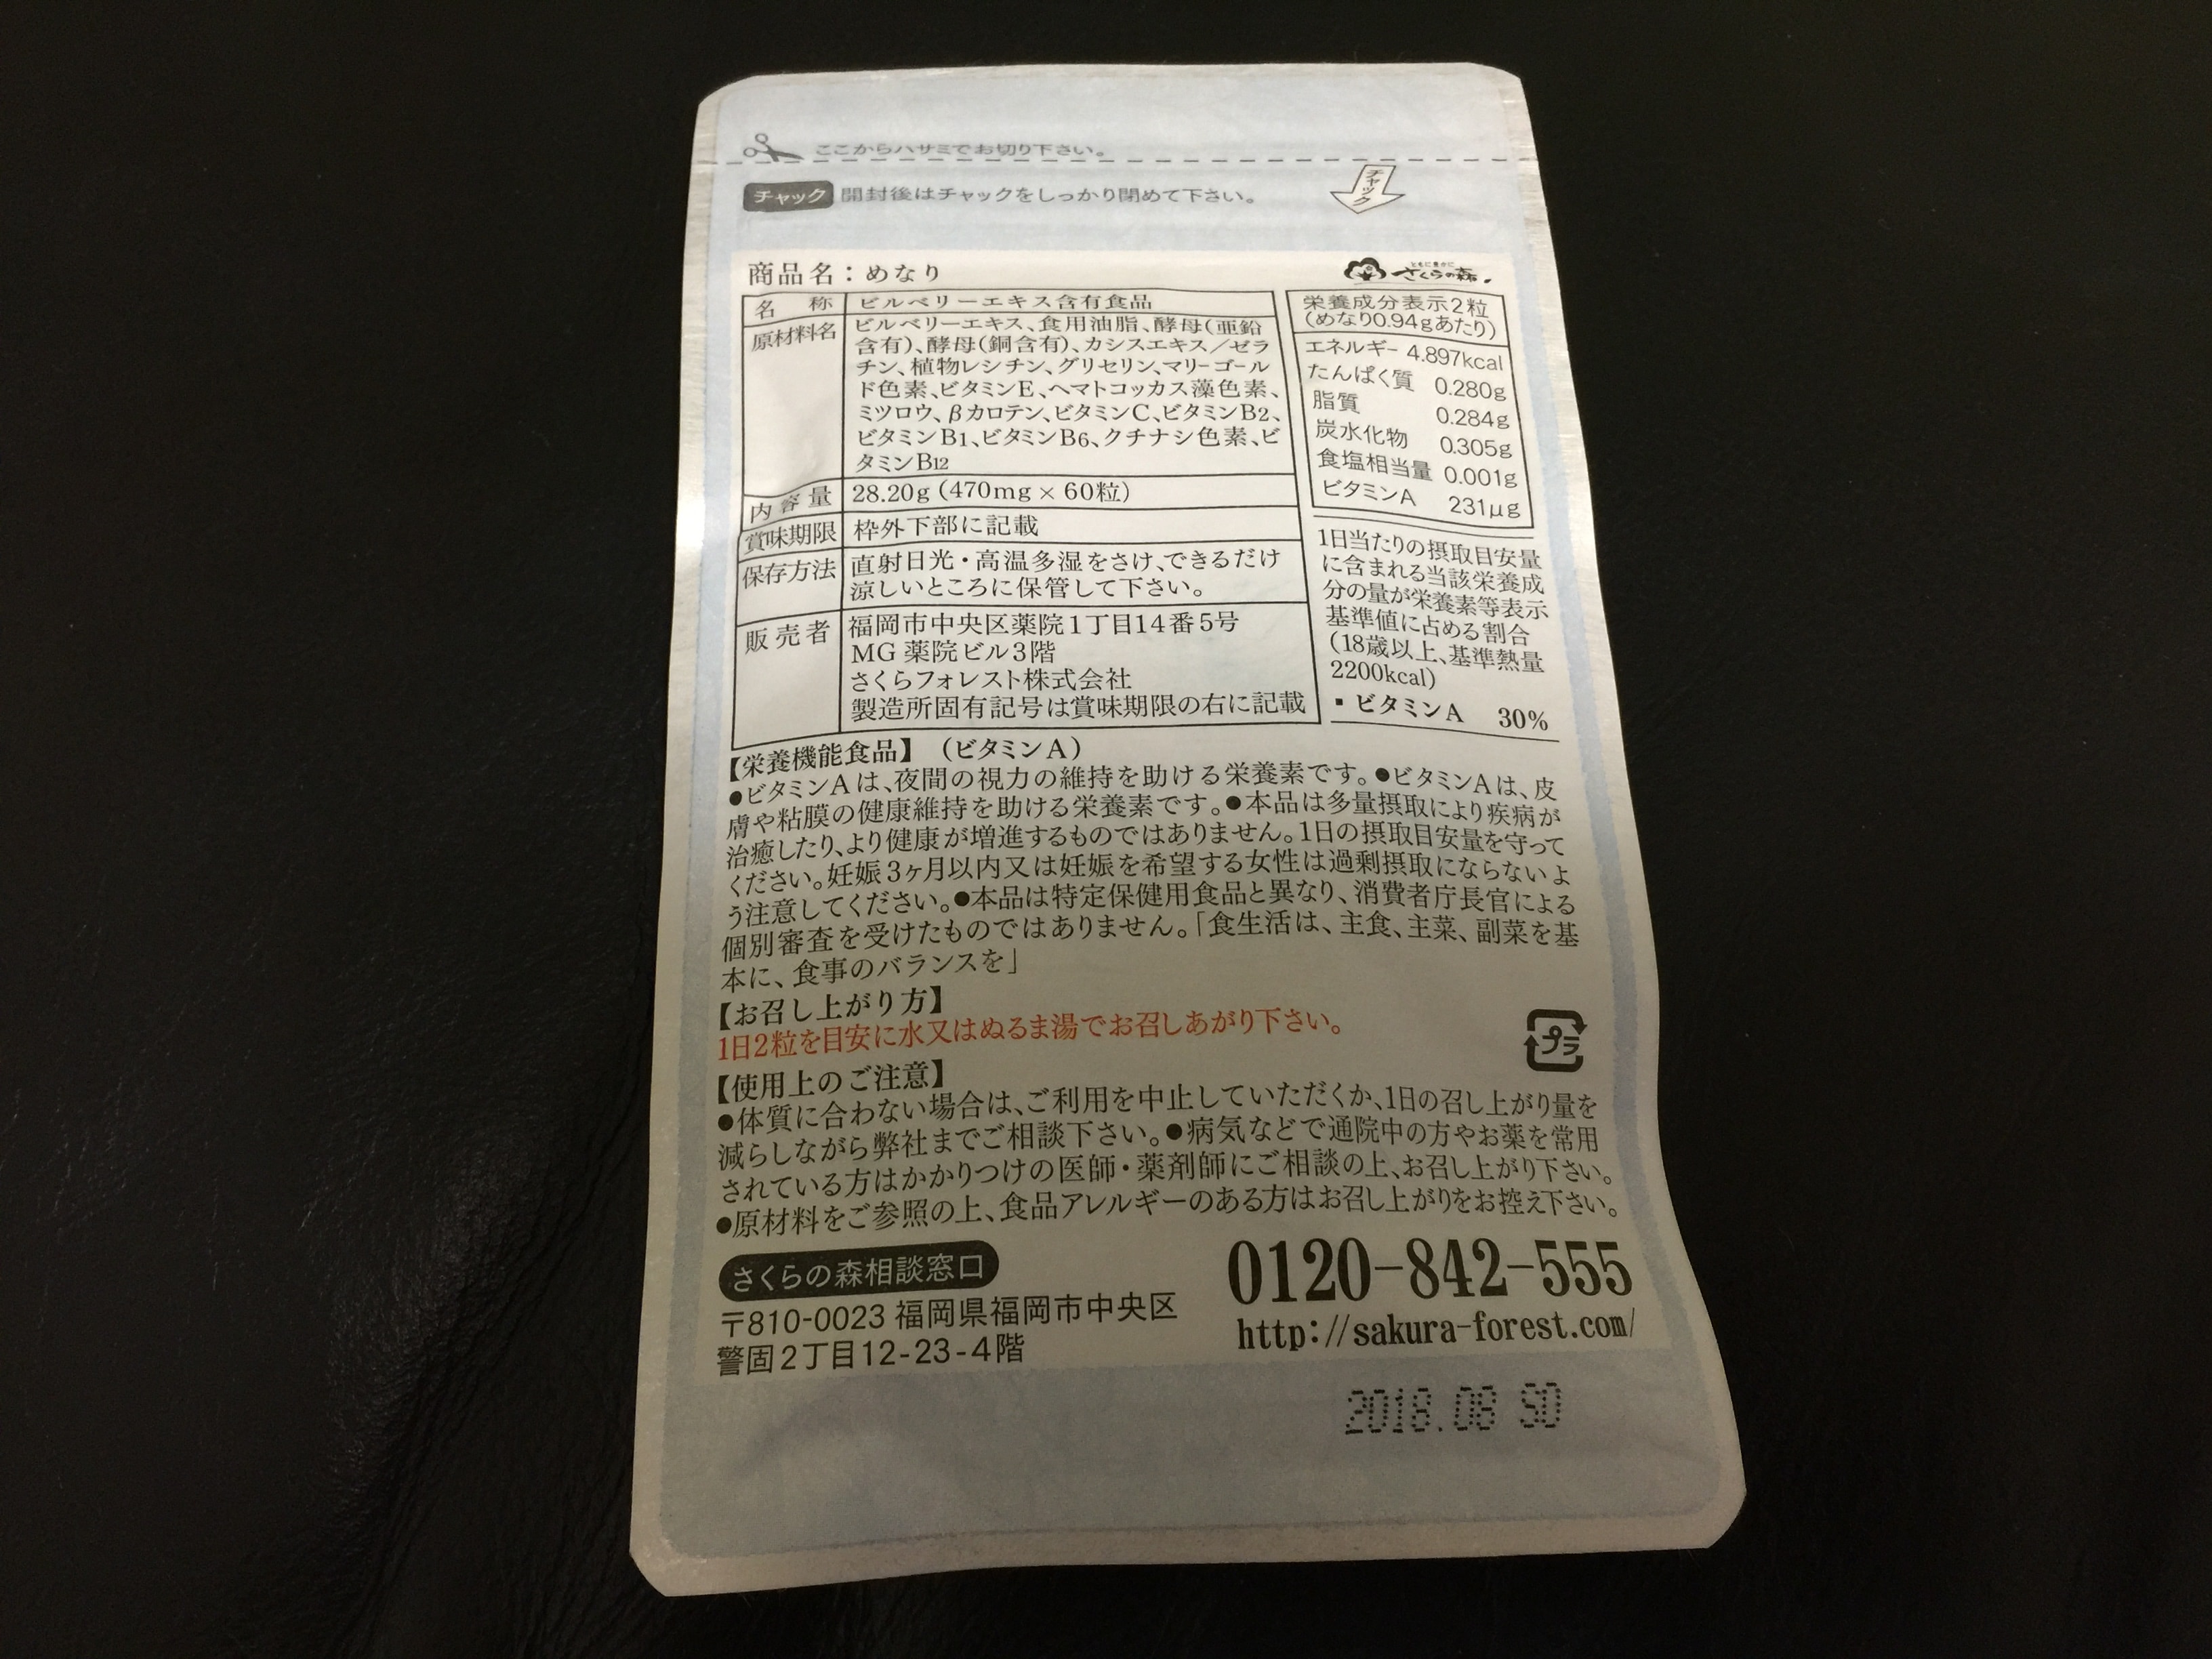 ここからハサミでお切り下さい。
チャック 開封後はチャックをしっかり閉めて下さい。
チャック
商品名：めなり
ともに豊かに
さくらの森
名 称 ビルベリーエキス含有食品
原材料名 ビルベリーエキス、食用油脂、酵母(亜鉛
含有)、酵母(銅含有)、カシスエキス／ゼラ
チン、植物レシチン、グリセリン、マリーゴール
ド色素、ビタミンE、ヘマトコッカス藻色素、
ミツロウ、βカロテン、ビタミンC、ビタミンB2、
ビタミンB1、ビタミンB6、クチナシ色素、ビ
タミンB12
内容量 28.20g（470mg × 60粒）
賞味期限 枠外下部に記載
保存方法 直射日光・高温多湿をさけ、できるだけ
涼しいところに保管して下さい。
販売者 福岡市中央区薬院1丁目14番5号
MG 薬院ビル3階
さくらフォレスト株式会社
製造所固有記号は賞味期限の右に記載
栄養成分表示2粒
(めなり0.94gあたり)
エネルギー 4.897kcal
たんぱく質 0.280g
脂質 0.284g
炭水化物 0.305g
食塩相当量 0.001g
ビタミンA 231μg
1日当たりの摂取目安量
に含まれる当該栄養成
分の量が栄養素等表示
基準値に占める割合
(18歳以上、基準熱量
2200kcal)
▪ ビタミンA 30%
【栄養機能食品】（ビタミンA）
●ビタミンAは、夜間の視力の維持を助ける栄養素です。●ビタミンAは、皮
膚や粘膜の健康維持を助ける栄養素です。●本品は多量摂取により疾病が
治癒したり、より健康が増進するものではありません。1日の摂取目安量を守って
ください。妊娠3ヶ月以内又は妊娠を希望する女性は過剰摂取にならないよ
う注意してください。●本品は特定保健用食品と異なり、消費者庁長官による
個別審査を受けたものではありません。「食生活は、主食、主菜、副菜を基
本に、食事のバランスを」
【お召し上がり方】
1日2粒を目安に水又はぬるま湯でお召しあがり下さい。
プラ
【使用上のご注意】
●体質に合わない場合は、ご利用を中止していただくか、1日の召し上がり量を
減らしながら弊社までご相談下さい。●病気などで通院中の方やお薬を常用
されている方はかかりつけの医師・薬剤師にご相談の上、お召し上がり下さい。
●原材料をご参照の上、食品アレルギーのある方はお召し上がりをお控え下さい。
さくらの森相談窓口
〒810-0023 福岡県福岡市中央区
警固2丁目12-23-4階
0120-842-555
http://sakura-forest.com/
2018.08 SO